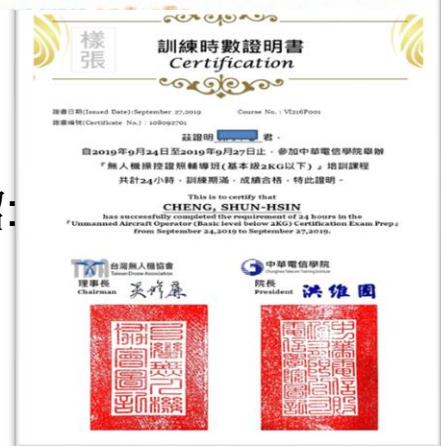 樣
張
訓練時數證明書
Certification
證書日期(Issued Date):September 27,2019 Course No. : VI216P001
證書編號(Certificate No.) : 108092701
茲證明 君,
自2019年9月24日至2019年9月27日止,參加中華電信學院舉辦
『無人機操控證照輔導班(基本級2KG以下)』培訓課程
共計24小時,訓練期滿,成績合格,特此證明。
This is to certify that
CHENG, SHUN-HSIN
has successfully completed the requirement of 24 hours in the
『Unmanned Aircraft Operator (Basic level below 2KG) Certification Exam Prep』
from September 24,2019 to September 27,2019.
台灣無人機協會
Taiwan Drone Association
理事長
Chairman
中華電信學院
Chunghwa Telecom Training Institute
院長
President 洪維國